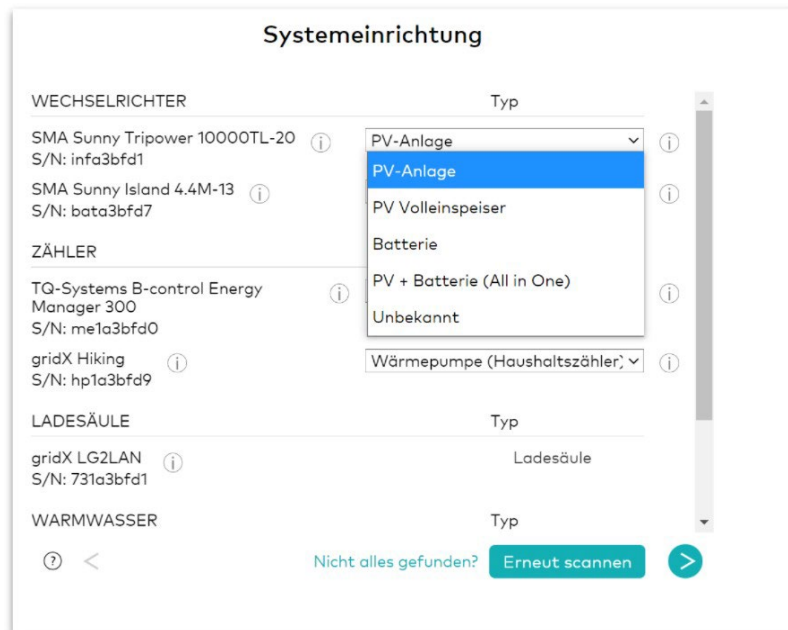 Systemeinrichtung
WECHSELRICHTER Typ
SMA Sunny Tripower 10000TL-20 PV-Anlage
S/N: infa3bfd1
PV-Anlage
SMA Sunny Island 4.4M-13
S/N: bata3bfd7
PV Volleinspeiser
Batterie
ZÄHLER
PV + Batterie (All in One)
TQ-Systems B-control Energy
Manager 300
S/N: me1a3bfd0
Unbekannt
gridX Hiking Wärmepumpe (Haushaltszähler)
S/N: hp1a3bfd9
LADESÄULE Typ
gridX LG2LAN Ladesäule
S/N: 731a3bfd1
WARMWASSER Typ
Nicht alles gefunden? Erneut scannen